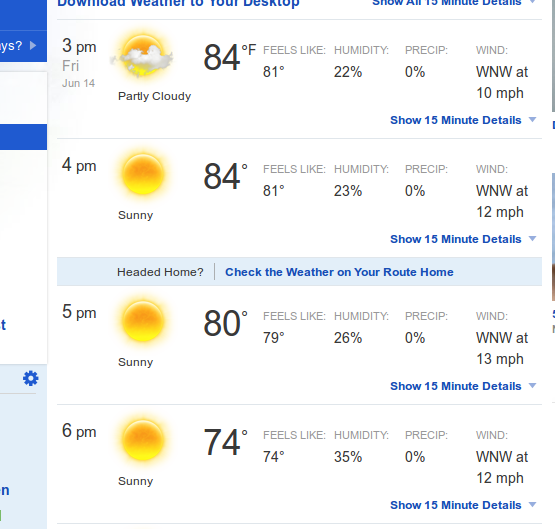 Download Weather to Your Desktop
Show All 15 Minute Details
ays?
3 pm
Fri
Jun 14
Partly Cloudy
84°F
FEELS LIKE: HUMIDITY: PRECIP: WIND:
81° 22% 0% WNW at
10 mph
Show 15 Minute Details
4 pm
Sunny
84°
FEELS LIKE: HUMIDITY: PRECIP: WIND:
81° 23% 0% WNW at
12 mph
Show 15 Minute Details
Headed Home? Check the Weather on Your Route Home
5 pm
Sunny
80°
FEELS LIKE: HUMIDITY: PRECIP: WIND:
79° 26% 0% WNW at
13 mph
Show 15 Minute Details
6 pm
Sunny
74°
FEELS LIKE: HUMIDITY: PRECIP: WIND:
74° 35% 0% WNW at
12 mph
Show 15 Minute Details